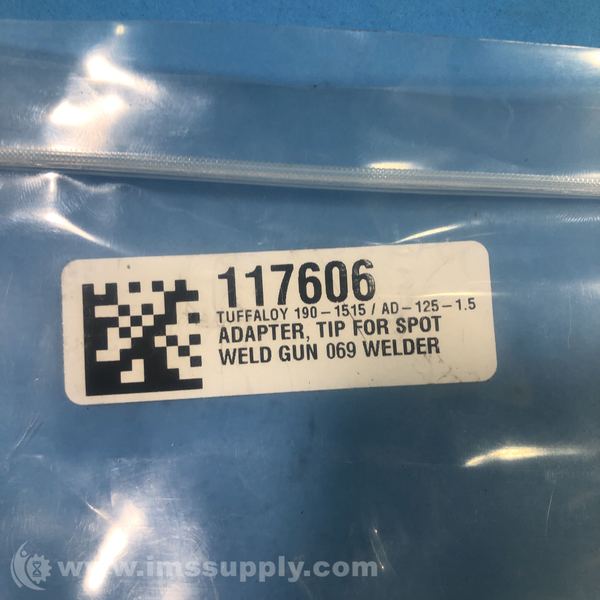 117606
TUFFALOY 190-1515 / AD-125-1.5
ADAPTER, TIP FOR SPOT
WELD GUN 069 WELDER
www.imssupply.com